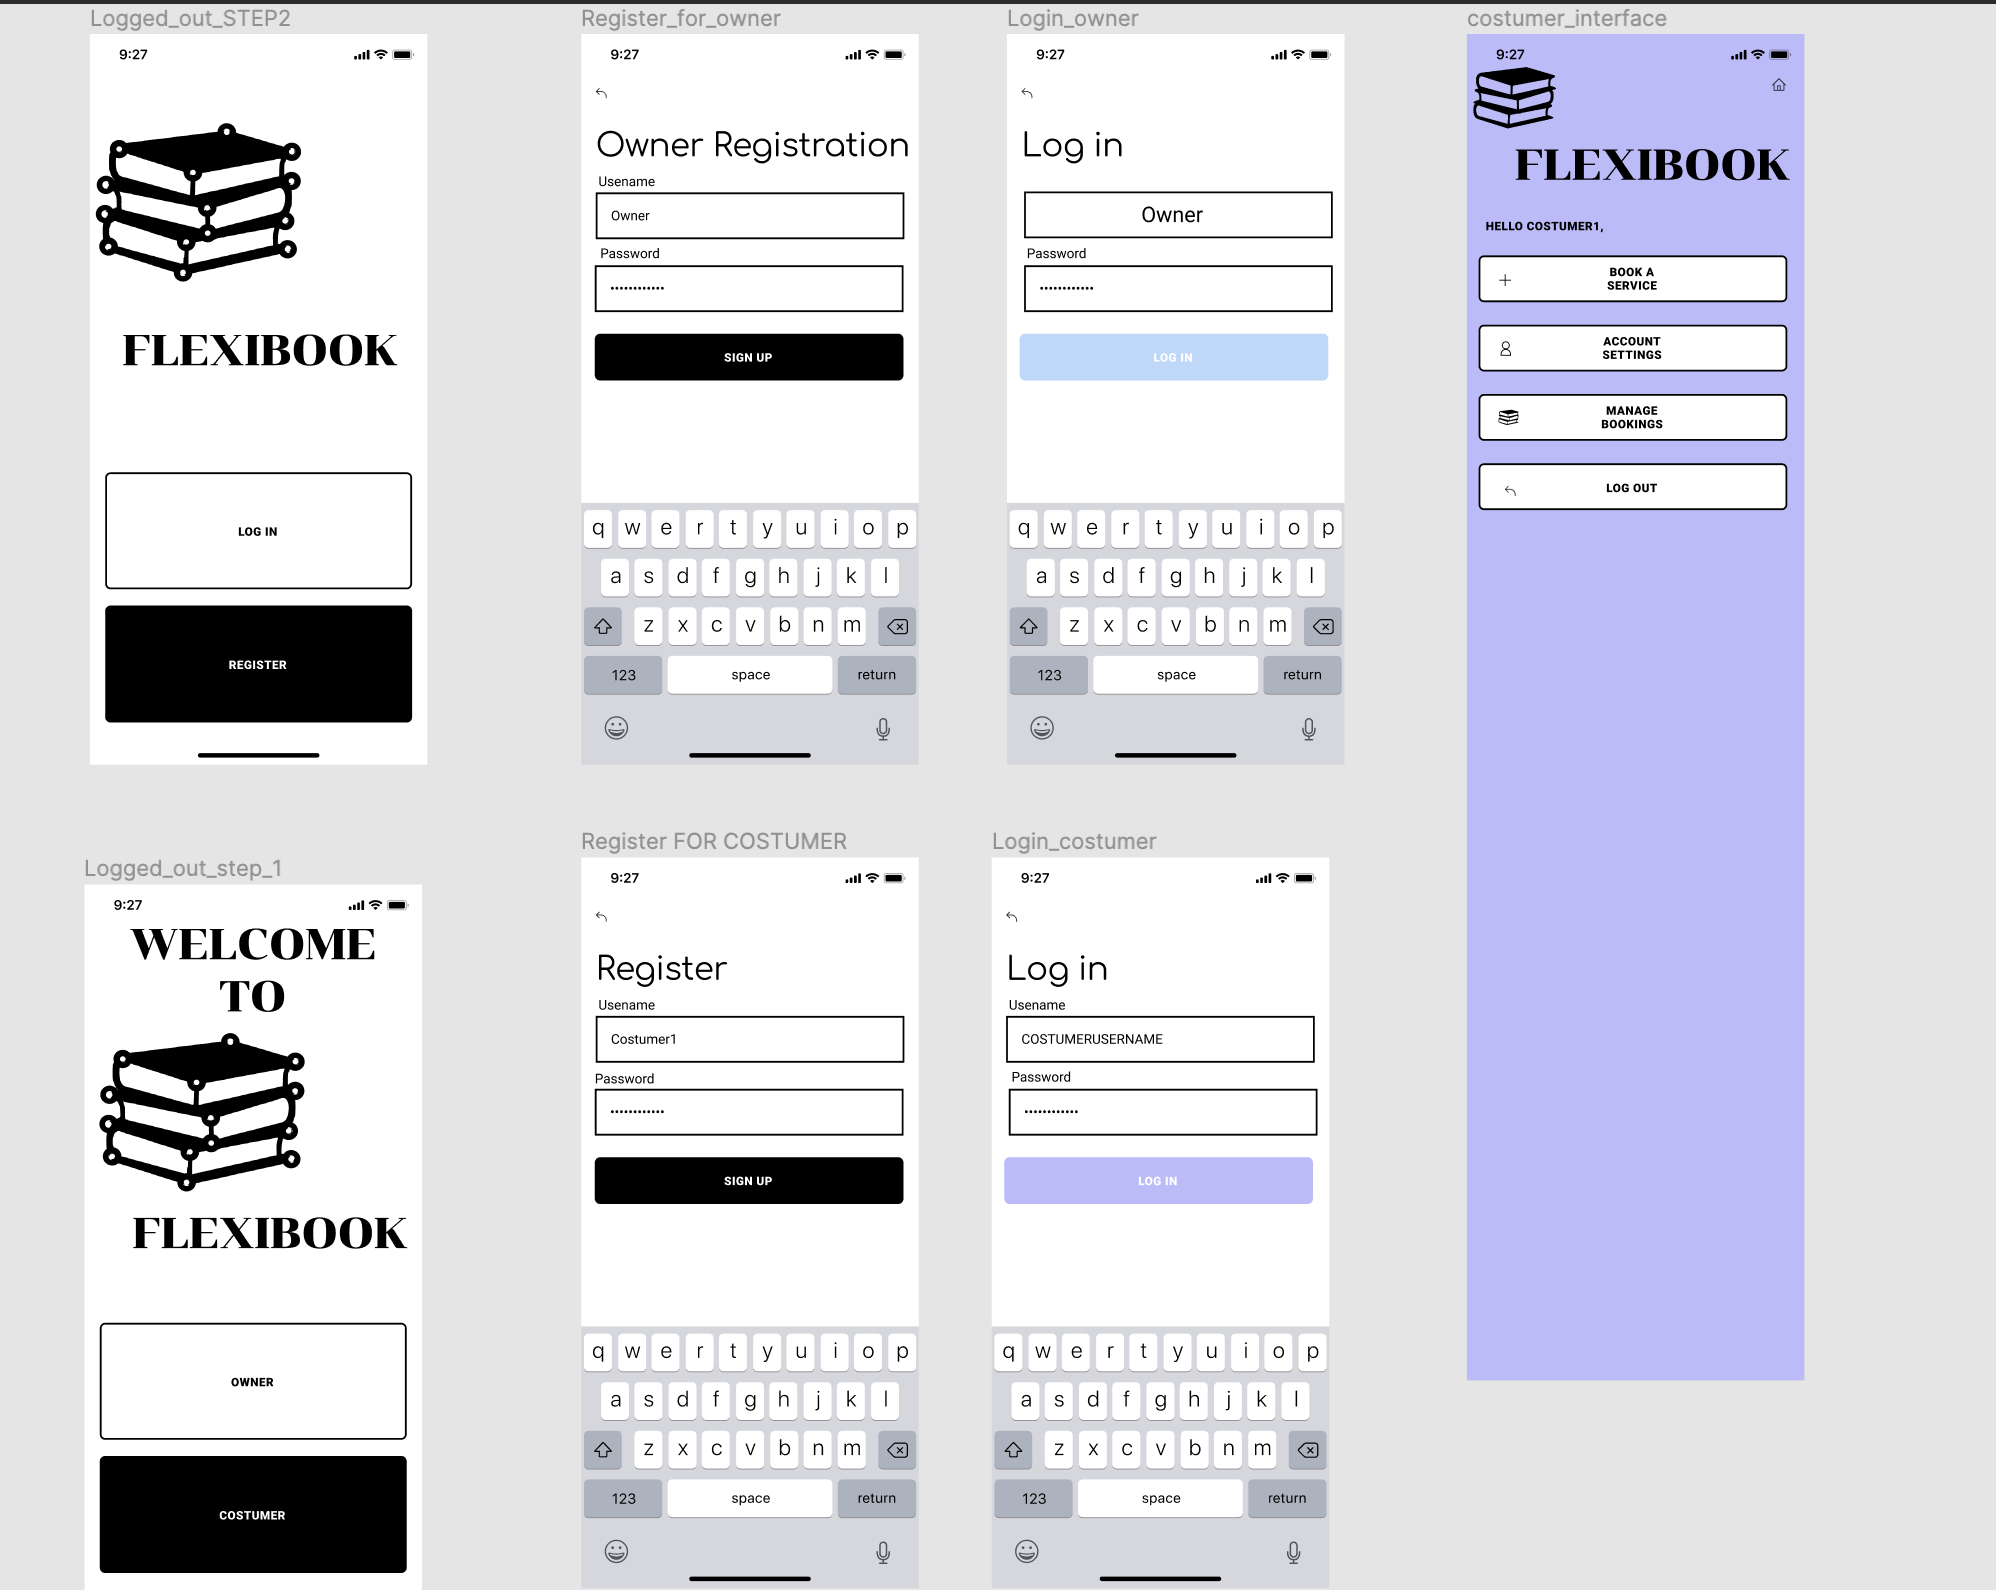 Logged_out_STEP2
9:27
FLEXIBOOK
LOG IN
REGISTER
Register_for_owner
9:27
Owner Registration
Usename
Owner
Password
••••••••••••
SIGN UP
q w e r t y u i o p
a s d f g h j k l
z x c v b n m
123 space return
Login_owner
9:27
Log in
Owner
Password
••••••••••••
LOG IN
q w e r t y u i o p
a s d f g h j k l
z x c v b n m
123 space return
costumer_interface
9:27
FLEXIBOOK
HELLO COSTUMER1,
BOOK A
SERVICE
ACCOUNT
SETTINGS
MANAGE
BOOKINGS
LOG OUT
Logged_out_step_1
9:27
WELCOME
TO
FLEXIBOOK
OWNER
COSTUMER
Register FOR COSTUMER
9:27
Register
Usename
Costumer1
Password
••••••••••••
SIGN UP
q w e r t y u i o p
a s d f g h j k l
z x c v b n m
123 space return
Login_costumer
9:27
Log in
Usename
COSTUMERUSERNAME
Password
••••••••••••
LOG IN
q w e r t y u i o p
a s d f g h j k l
z x c v b n m
123 space return